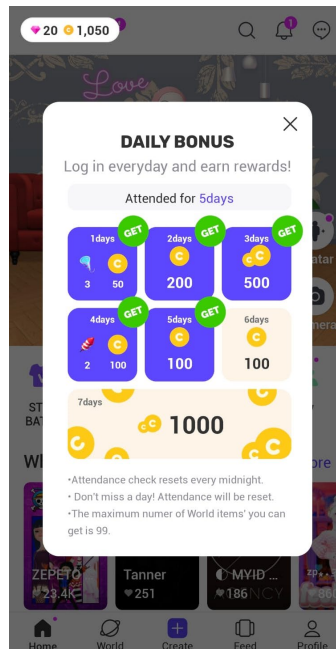 20 C 1,050
1
Love
DAILY BONUS
Log in everyday and earn rewards!
Attended for 5days
1days GET 2days GET 3days GET
C C C C
3 50 200 500
4days GET 5days GET 6days
C C C
2 100 100 100
7days
C C 1000
•Attendance check resets every midnight.
• Don't miss a day! Attendance will be reset.
•The maximum numer of World items' you can
get is 99.
ZEPETO Tanner MYID ... zp..
23.4K 251 186
Home World Create Feed Profile